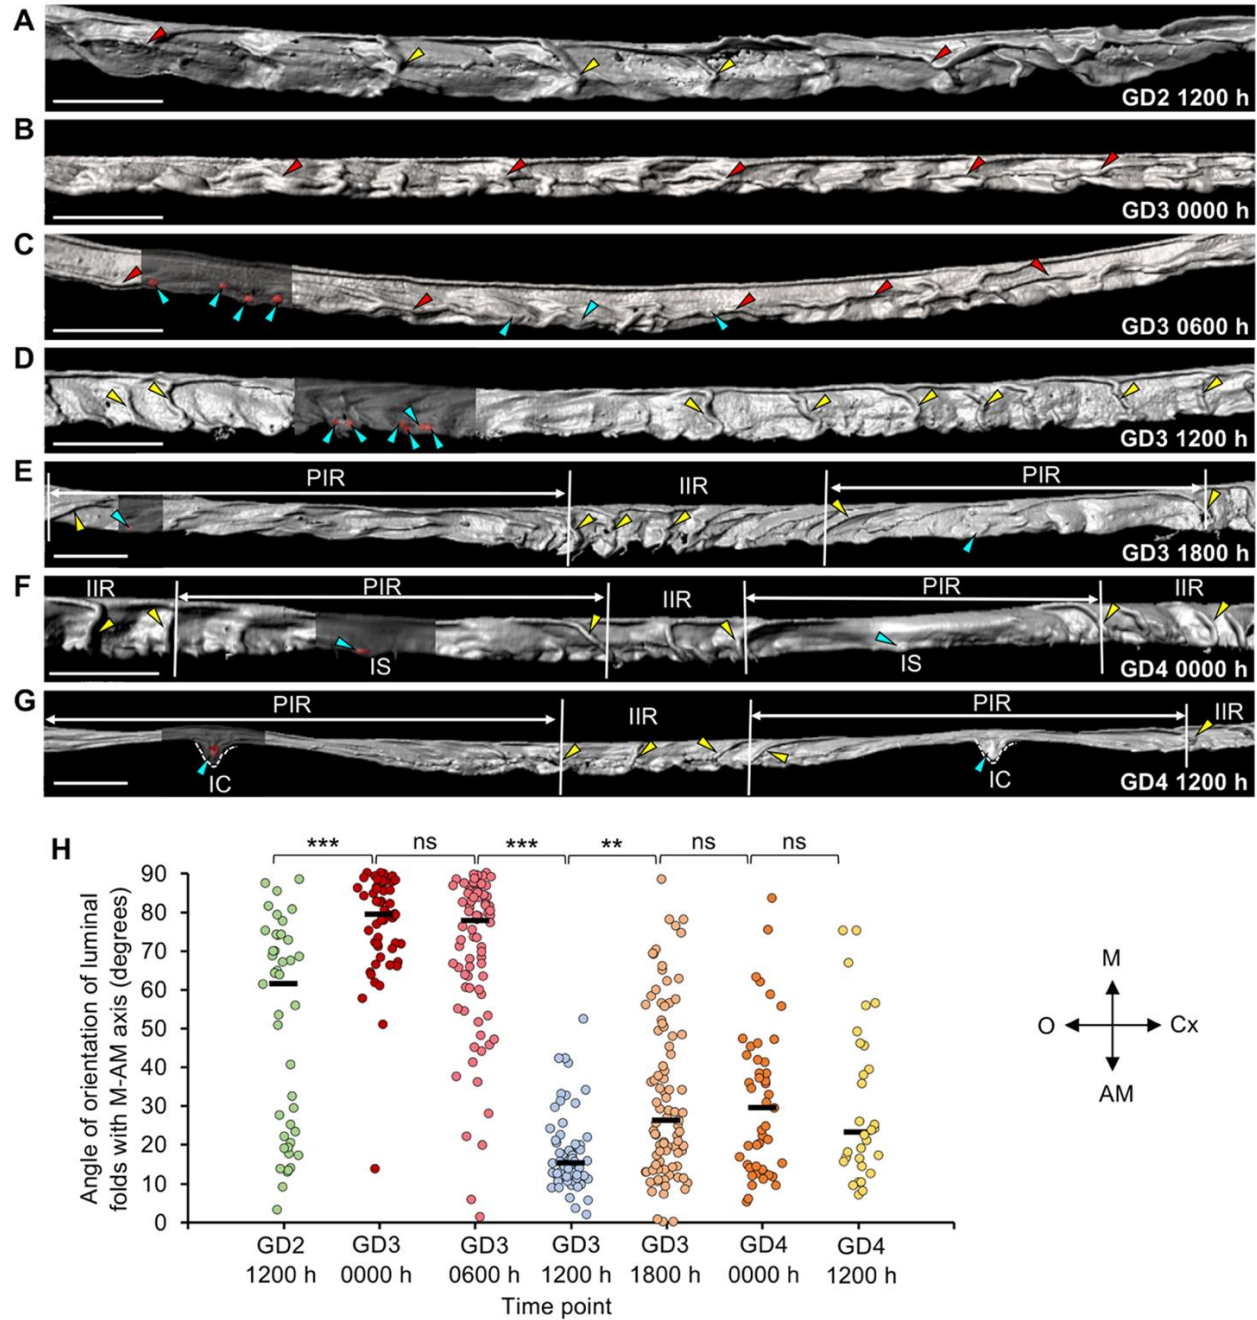 A
GD2 1200 h
B
GD3 0000 h
C
GD3 0600 h
D
GD3 1200 h
E
PIR
IIR
PIR
GD3 1800 h
F
IIR
PIR
IIR
PIR
IIR
IS
IS
GD4 0000 h
G
PIR
IIR
PIR
IIR
IC
IC
GD4 1200 h
H
*** ns *** ** ns ns
Angle of orientation of luminal
folds with M-AM axis (degrees)
90
80
70
60
50
40
30
20
10
0
GD2 GD3 GD3 GD3 GD3 GD4 GD4
1200 h 0000 h 0600 h 1200 h 1800 h 0000 h 1200 h
Time point
M
O Cx
AM